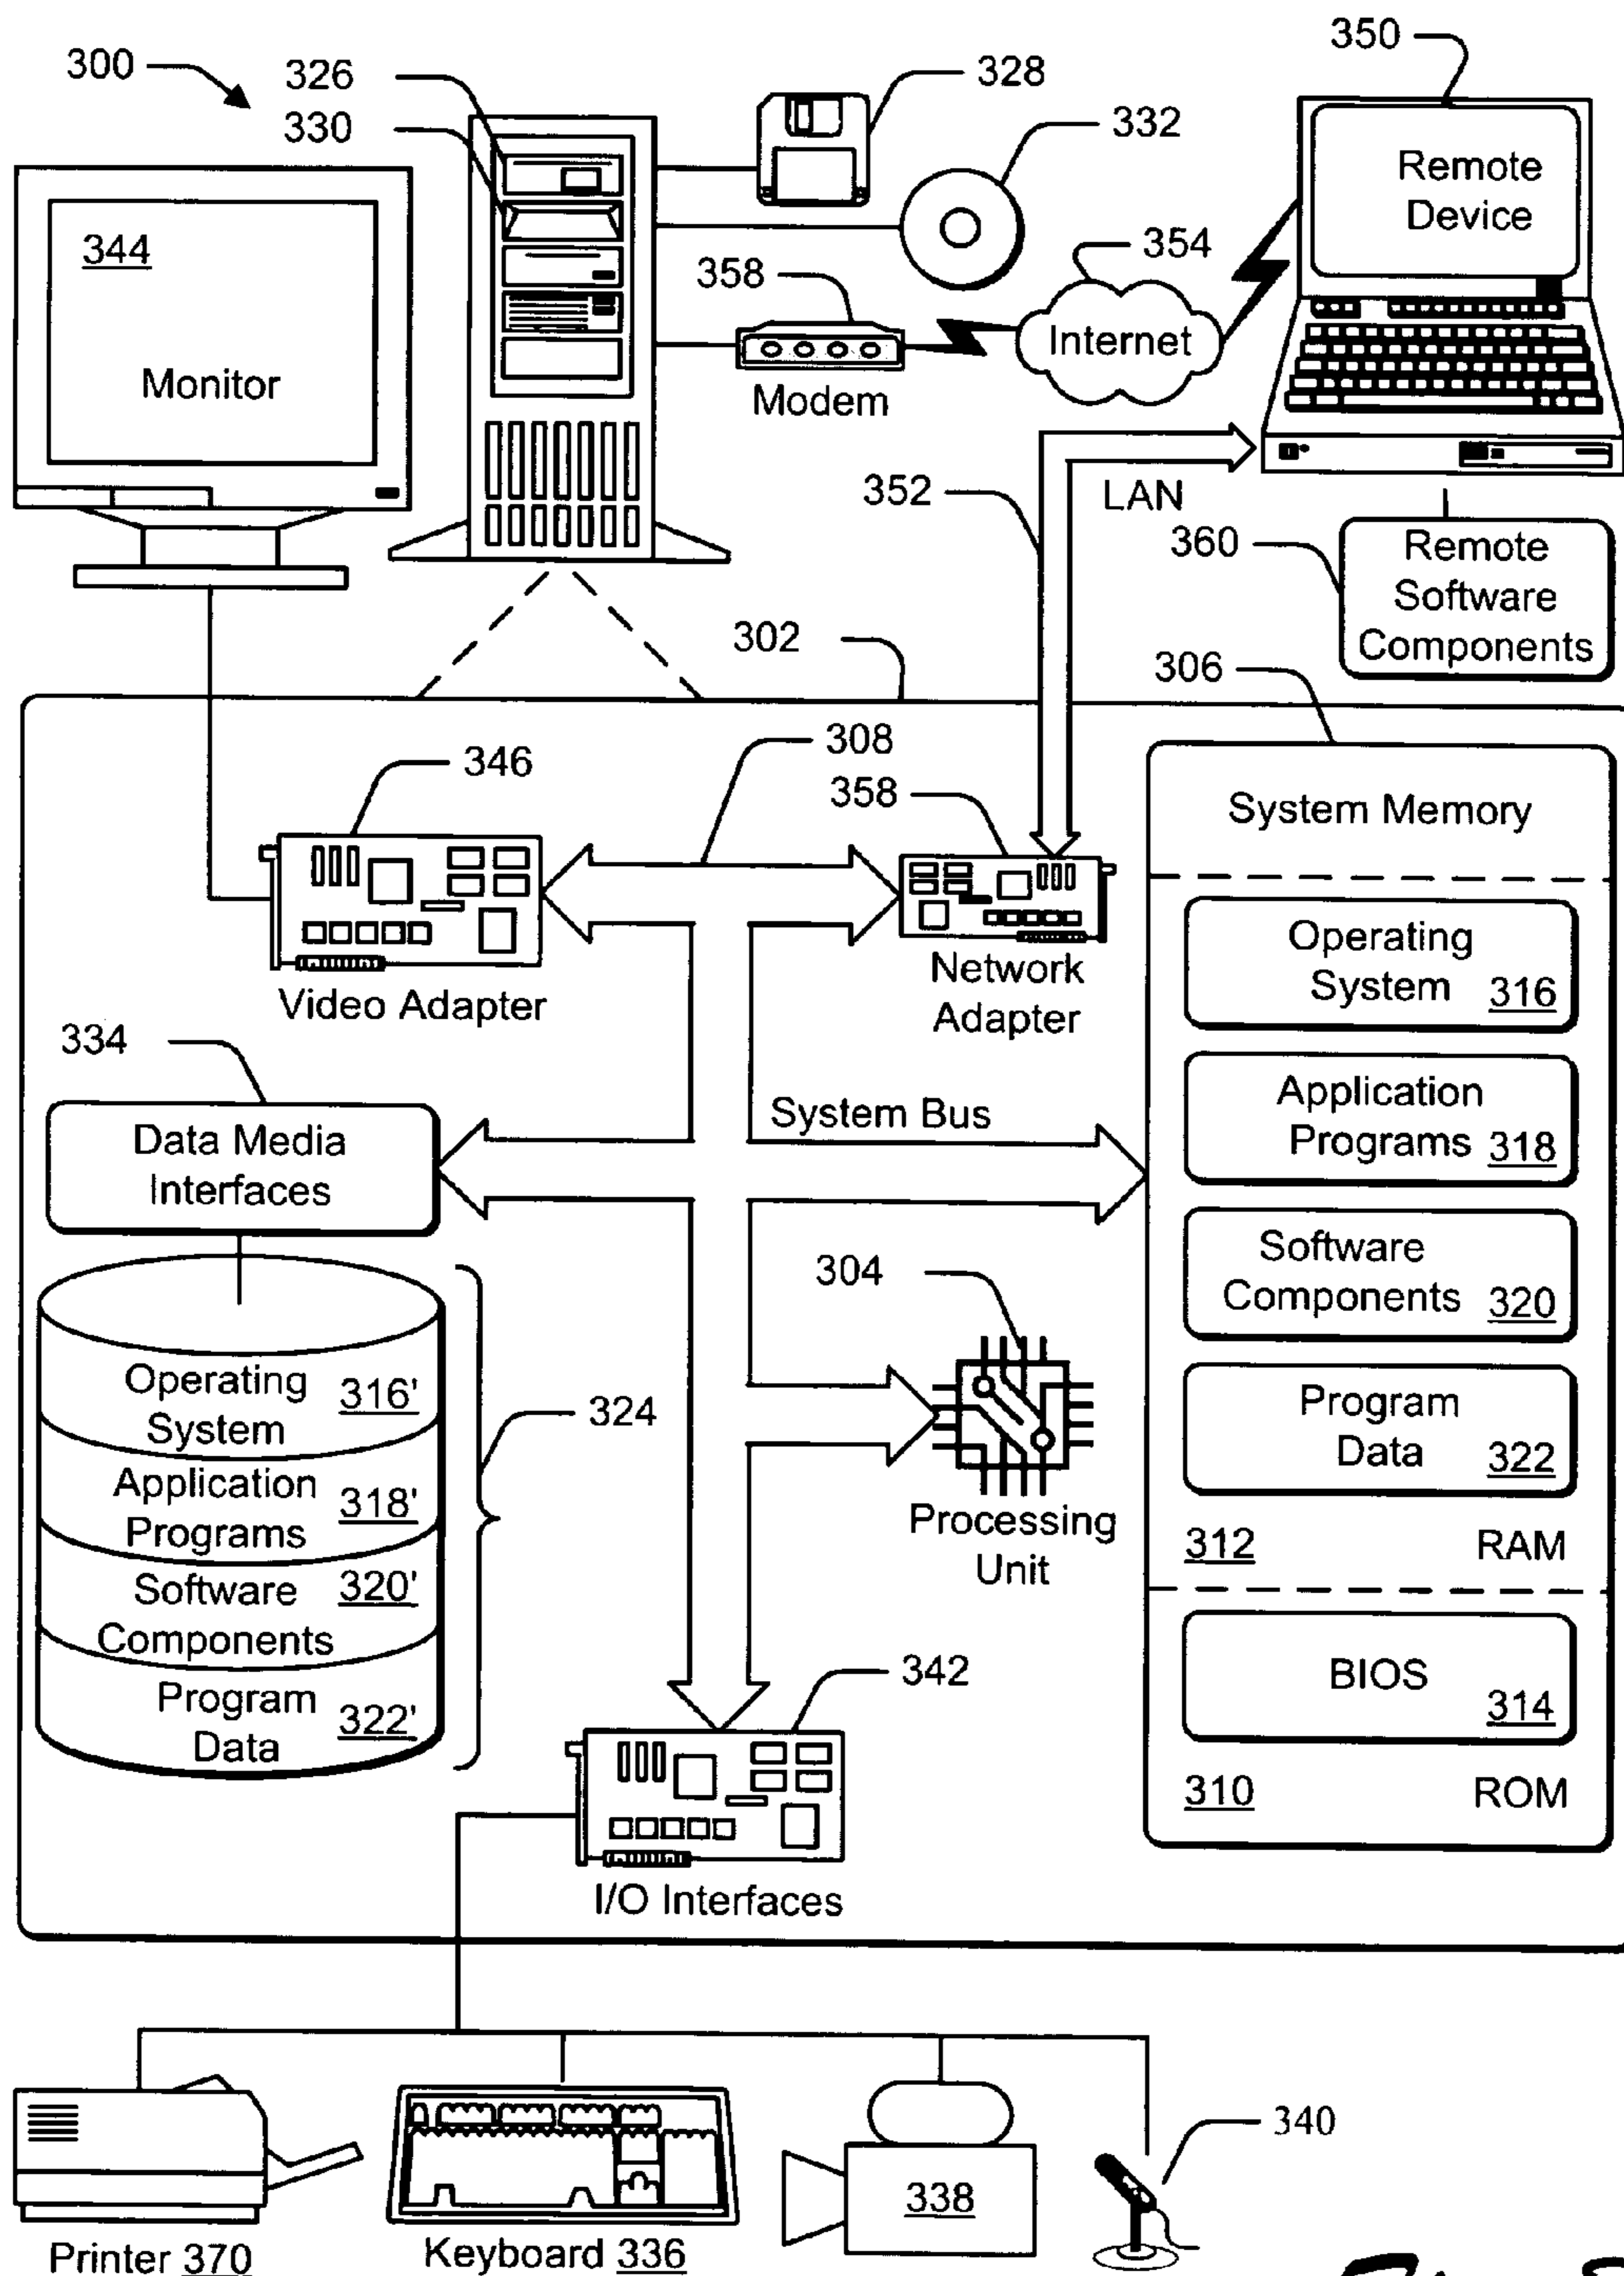 300
326
330
328
332
350
Remote
Device
344
Monitor
358
Modem
354
Internet
352
LAN
360
Remote
Software
Components
302
306
308
346
358
Video Adapter
Network
Adapter
System Memory
Operating
System 316
Application
Programs 318
Software
Components 320
Program
Data 322
312 RAM
BIOS
314
310 ROM
334
Data Media
Interfaces
System Bus
304
Processing
Unit
Operating
System 316'
Application
Programs 318'
Software
Components 320'
Program
Data 322'
324
342
I/O Interfaces
Printer 370
Keyboard 336
338
340